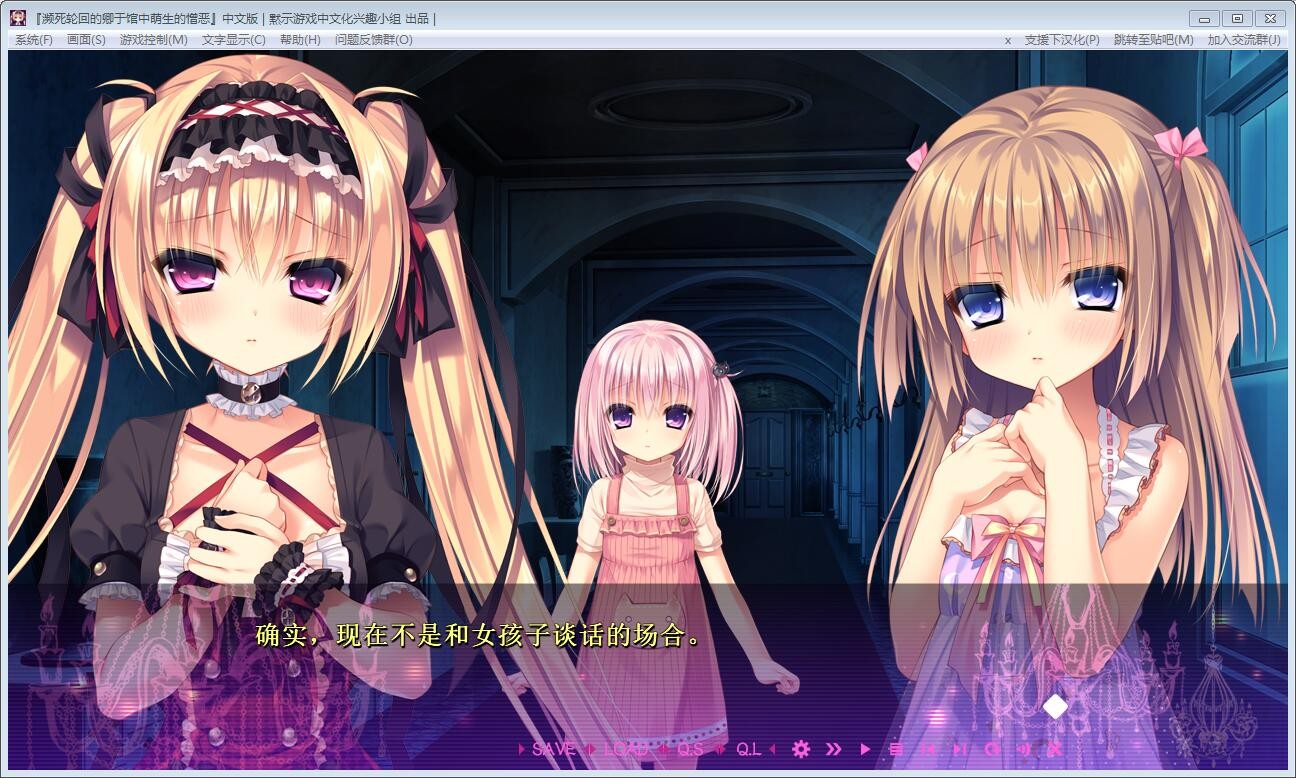 『濒死轮回的卿于馆中萌生的憎恶』中文版 | 黙示游戏中文化兴趣小组 出品 |
系统(F) 画面(S) 游戏控制(M) 文字显示(C) 帮助(H) 问题反馈群(O) x 支援下汉化(P) 跳转至贴吧(M) 加入交流群(J)
确实，现在不是和女孩子谈话的场合。
SAVE LOAD Q.S Q.L